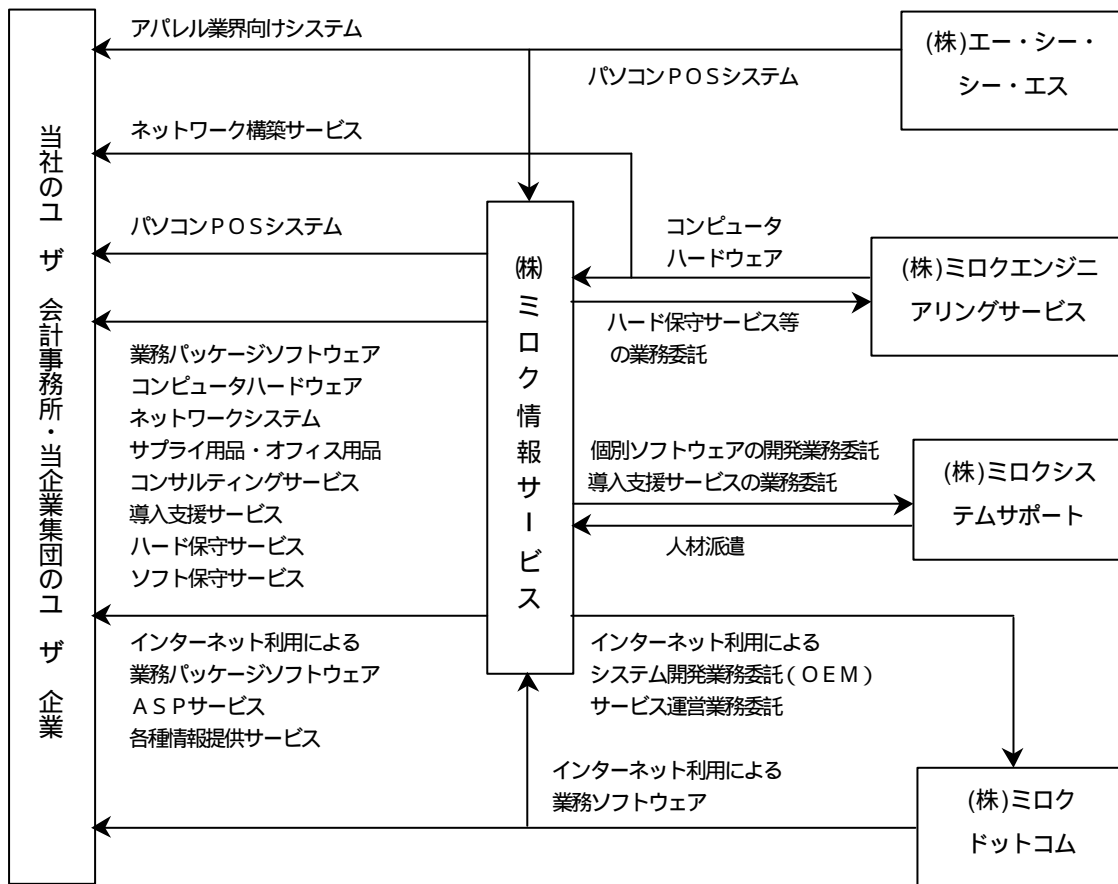 アパレル業界向けシステム
(株)エー・シー・
シー・エス
パソコンPOSシステム
ネットワーク構築サービス
当社のユ ザ 会計事務所・当企業集団のユ ザ 企業
パソコンPOSシステム
(株)ミロク情報サービス
コンピュータ
ハードウェア
(株)ミロクエンジニ
アリングサービス
ハード保守サービス等
の業務委託
業務パッケージソフトウェア
コンピュータハードウェア
ネットワークシステム
サプライ用品・オフィス用品
コンサルティングサービス
導入支援サービス
ハード保守サービス
ソフト保守サービス
個別ソフトウェアの開発業務委託
導入支援サービスの業務委託
(株)ミロクシス
テムサポート
人材派遣
インターネット利用による
業務パッケージソフトウェア
ASPサービス
各種情報提供サービス
インターネット利用による
システム開発業務委託(OEM)
サービス運営業務委託
インターネット利用による
業務ソフトウェア
(株)ミロク
ドットコム